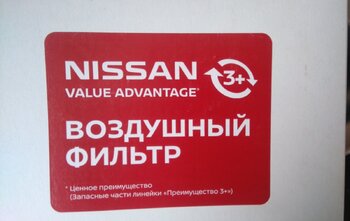 NISSAN 3+
VALUE ADVANTAGE*
ВОЗДУШНЫЙ
ФИЛЬТР
* Ценное преимущество
(Запасные части линейки «Преимущество 3+»)